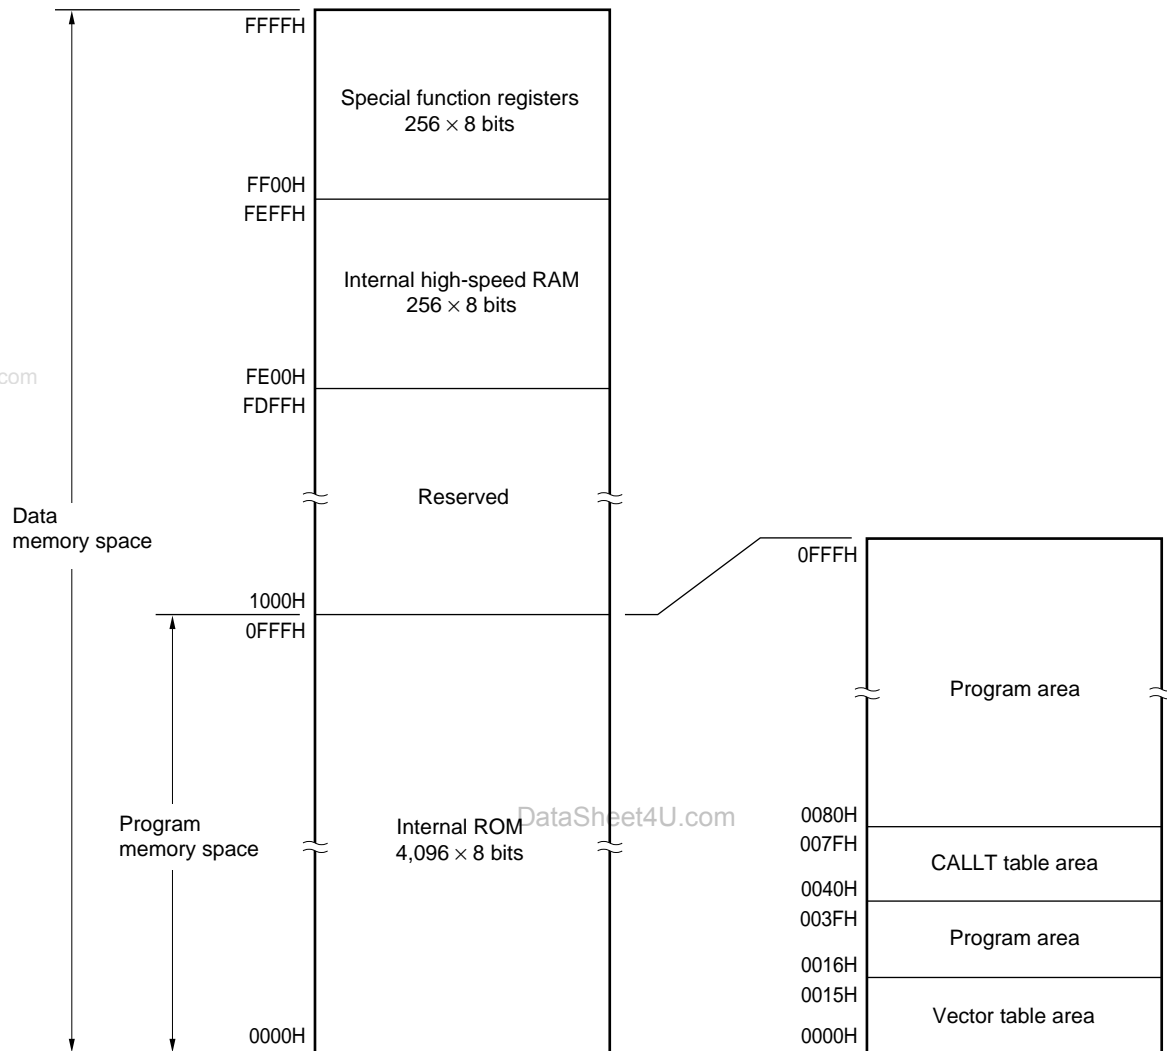 FFFFH
Special function registers
256 × 8 bits
FF00H
FEFFH
Internal high-speed RAM
256 × 8 bits
.com
FE00H
FDFFH
Reserved
Data
memory space
1000H
0FFFH
Program
memory space
Internal ROM
4,096 × 8 bits
DataSheet4U.com
0000H
0FFFH
Program area
0080H
007FH
CALLT table area
0040H
003FH
Program area
0016H
0015H
Vector table area
0000H